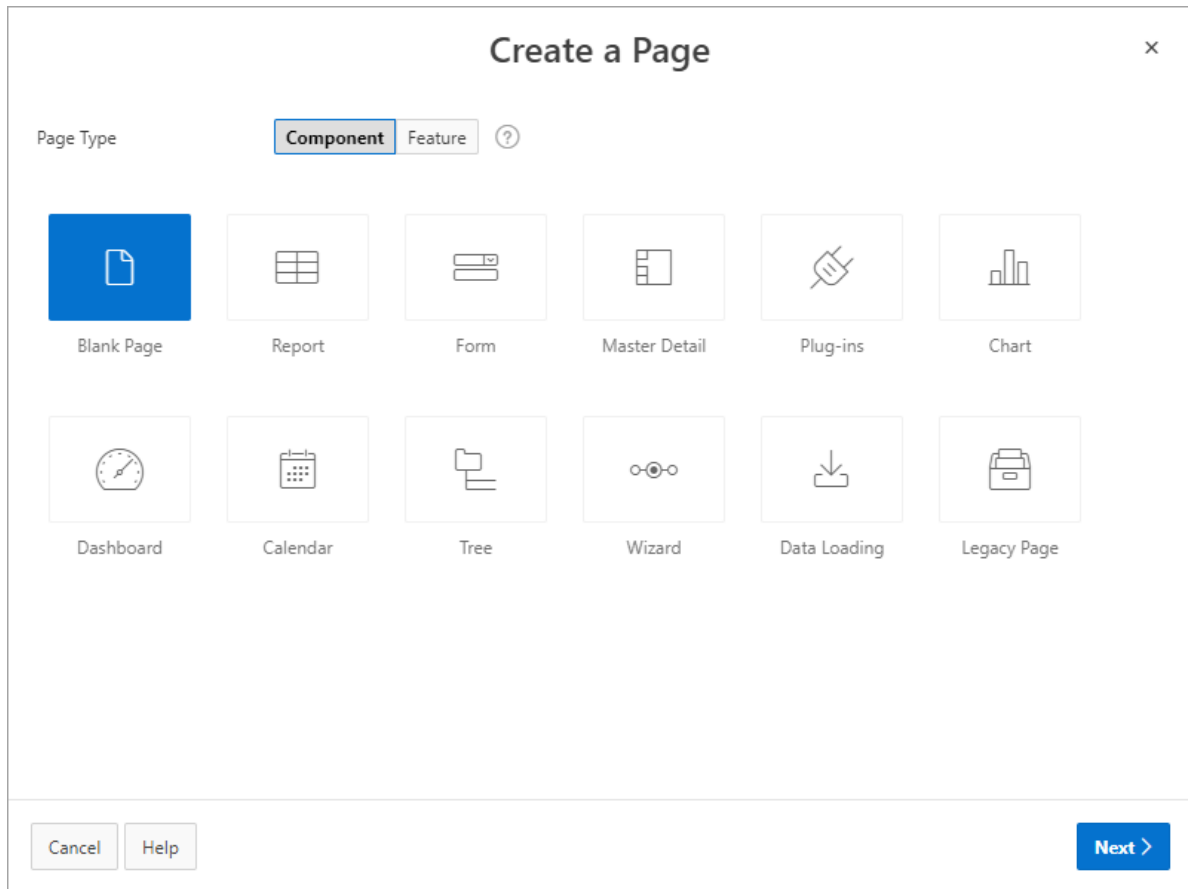 Create a Page
Page Type Component Feature ?
Blank Page Report Form Master Detail Plug-ins Chart
Dashboard Calendar Tree Wizard Data Loading Legacy Page
Cancel Help Next